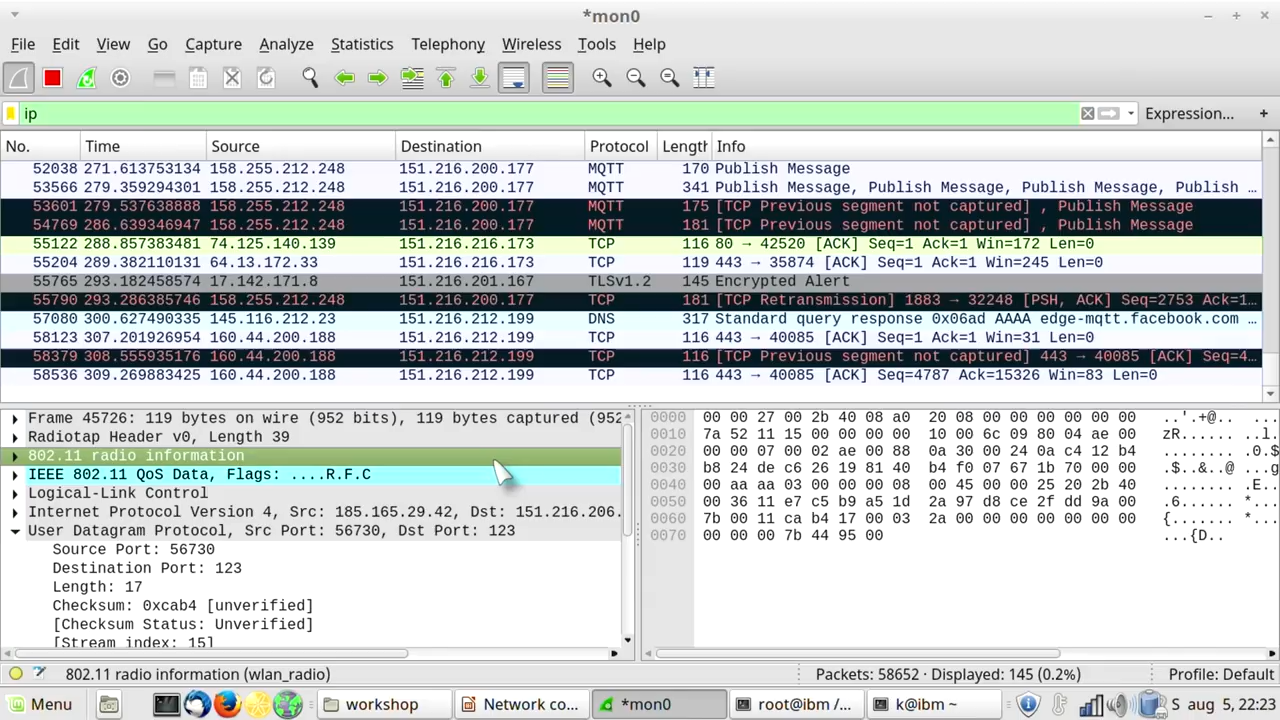 *mon0
File Edit View Go Capture Analyze Statistics Telephony Wireless Tools Help
ip Expression... +
No. Time Source Destination Protocol Length Info
52038 271.613753134 158.255.212.248 151.216.200.177 MQTT 170 Publish Message
53566 279.359294301 158.255.212.248 151.216.200.177 MQTT 341 Publish Message, Publish Message, Publish Message, Publish …
53601 279.537638888 158.255.212.248 151.216.200.177 MQTT 175 [TCP Previous segment not captured] , Publish Message
54769 286.639346947 158.255.212.248 151.216.200.177 MQTT 181 [TCP Previous segment not captured] , Publish Message
55122 288.857383481 74.125.140.139 151.216.216.173 TCP 116 80 → 42520 [ACK] Seq=1 Ack=1 Win=172 Len=0
55204 289.382110131 64.13.172.33 151.216.216.173 TCP 119 443 → 35874 [ACK] Seq=1 Ack=1 Win=245 Len=0
55765 293.182458574 17.142.171.8 151.216.201.167 TLSv1.2 145 Encrypted Alert
55790 293.286385746 158.255.212.248 151.216.200.177 TCP 181 [TCP Retransmission] 1883 → 32248 [PSH, ACK] Seq=2753 Ack=1…
57080 300.627490335 145.116.212.23 151.216.212.199 DNS 317 Standard query response 0x06ad AAAA edge-mqtt.facebook.com …
58123 307.201926954 160.44.200.188 151.216.212.199 TCP 116 443 → 40085 [ACK] Seq=1 Ack=1 Win=31 Len=0
58379 308.555935176 160.44.200.188 151.216.212.199 TCP 116 [TCP Previous segment not captured] 443 → 40085 [ACK] Seq=4…
58536 309.269883425 160.44.200.188 151.216.212.199 TCP 116 443 → 40085 [ACK] Seq=4787 Ack=15326 Win=83 Len=0
Frame 45726: 119 bytes on wire (952 bits), 119 bytes captured (952
Radiotap Header v0, Length 39
802.11 radio information
IEEE 802.11 QoS Data, Flags: ....R.F.C
Logical-Link Control
Internet Protocol Version 4, Src: 185.165.29.42, Dst: 151.216.206.
User Datagram Protocol, Src Port: 56730, Dst Port: 123
Source Port: 56730
Destination Port: 123
Length: 17
Checksum: 0xcab4 [unverified]
[Checksum Status: Unverified]
[Stream index: 15]
0000 00 00 27 00 2b 40 08 a0 20 08 00 00 00 00 00 00 ..'.+@.. .......
0010 7a 52 11 15 00 00 00 00 10 00 6c 09 80 04 ae 00 zR...... ..l....
0020 00 00 07 00 02 ae 00 88 0a 30 00 24 0a c4 12 b4 ........ .0.$
0030 b8 24 de c6 26 19 81 40 b4 f0 07 67 1b 70 00 00 .$..&..@ ...g
0040 00 aa aa 03 00 00 00 08 00 45 00 00 25 20 2b 40 ........ .E..
0050 00 36 11 e7 c5 b9 a5 1d 2a 97 d8 ce 2f dd 9a 00 .6...... *...
0060 7b 00 11 ca b4 17 00 03 2a 00 00 00 00 00 00 00 {....... *...
0070 00 00 00 7b 44 95 00 ...{D..
802.11 radio information (wlan_radio) Packets: 58652 · Displayed: 145 (0.2%) Profile: Default
Menu workshop Network co... *mon0 root@ibm /... k@ibm ~ S aug 5, 22:23